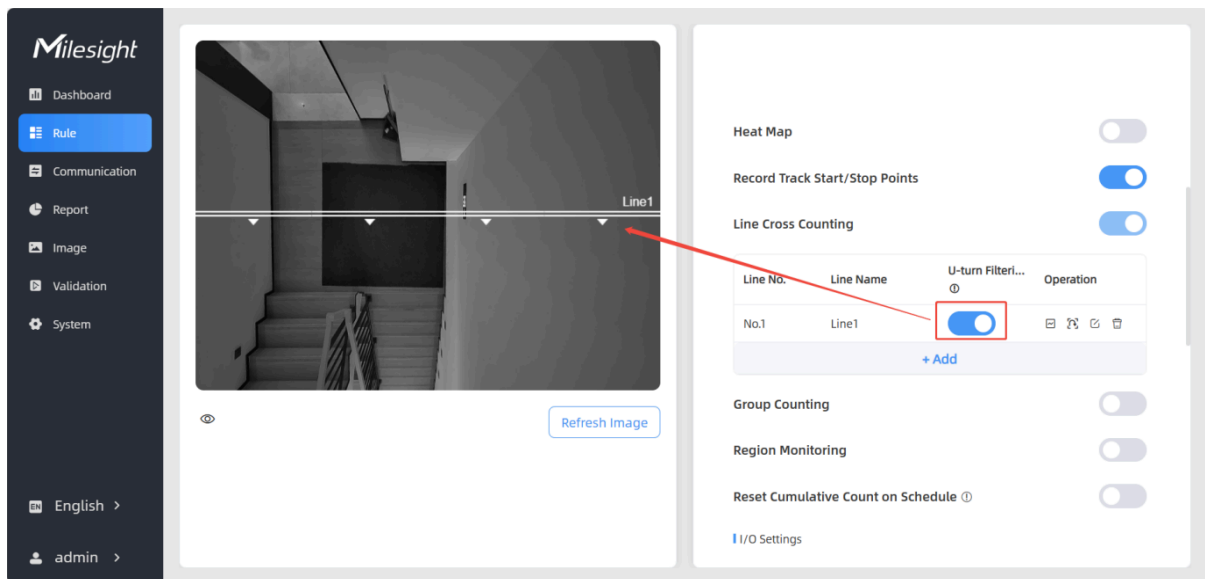 Milesight
Dashboard
Rule
Communication
Report
Image
Validation
System
EN English >
admin >
Line1
Refresh Image
Heat Map
Record Track Start/Stop Points
Line Cross Counting
Line No. Line Name U-turn Filteri... Operation
No.1 Line1
+ Add
Group Counting
Region Monitoring
Reset Cumulative Count on Schedule
I/O Settings